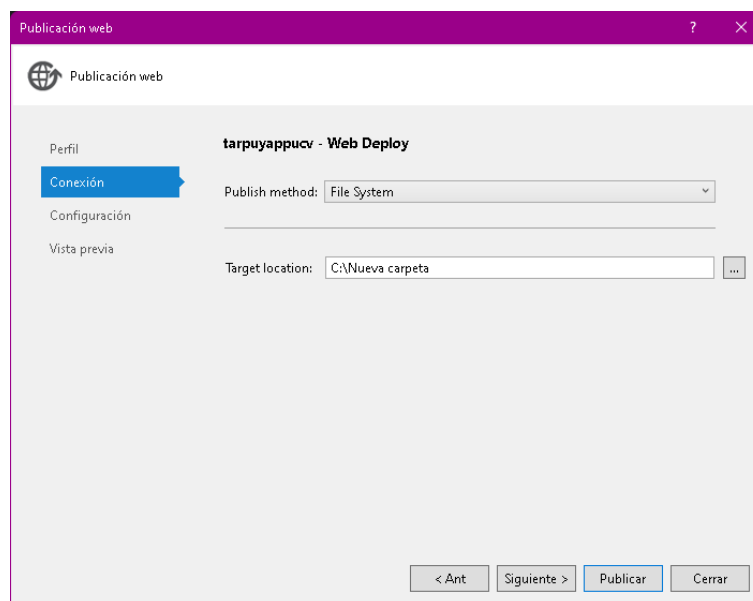 Publicación web
?
Publicación web
Perfil
Conexión
Configuración
Vista previa
tarpuyappucv - Web Deploy
Publish method: File System
Target location: C:\Nueva carpeta
...
< Ant
Siguiente >
Publicar
Cerrar